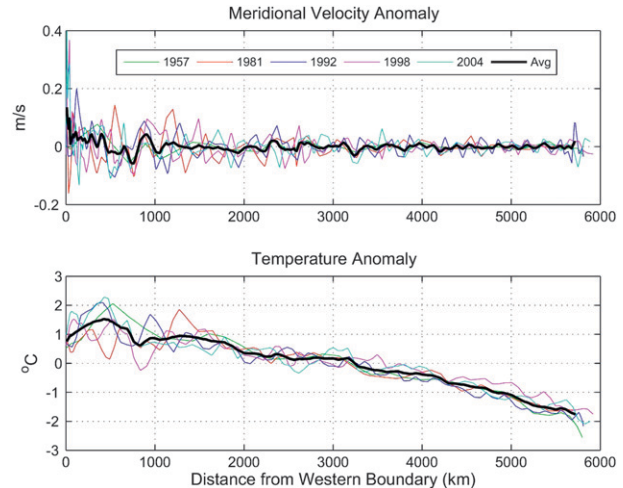 Meridional Velocity Anomaly
0.4
0.2
0
-0.2
m/s
1957 1981 1992 1998 2004 Avg
0 1000 2000 3000 4000 5000 6000
Temperature Anomaly
3
2
1
0
-1
-2
-3
°C
0 1000 2000 3000 4000 5000 6000
Distance from Western Boundary (km)